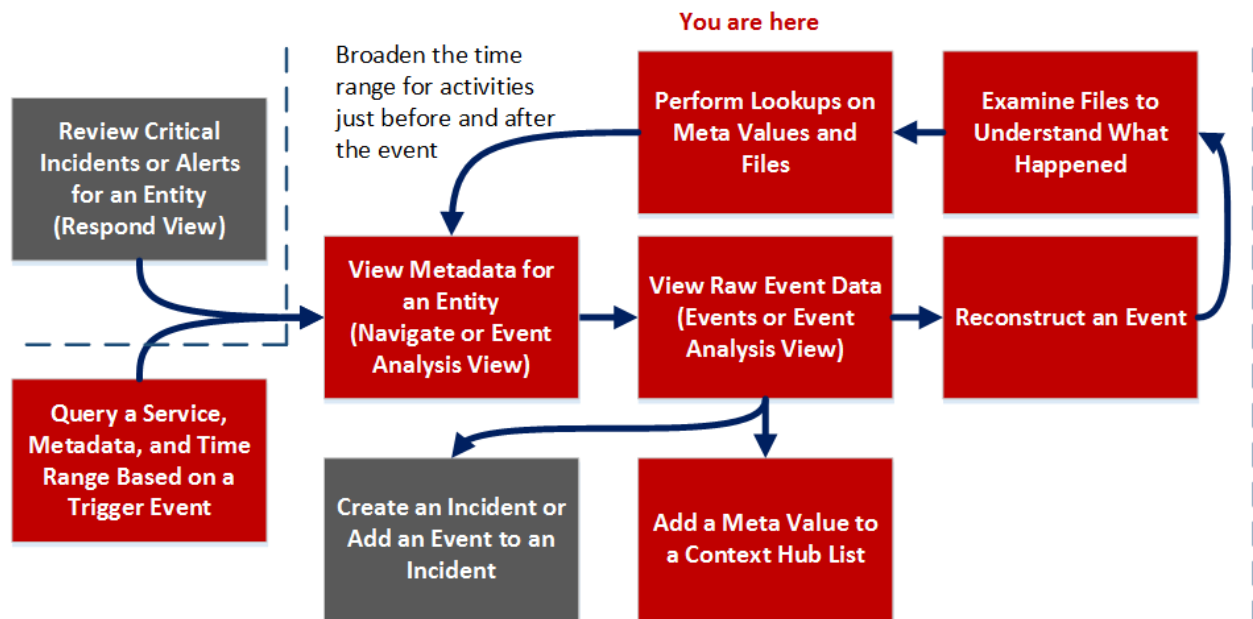 You are here
Broaden the time
range for activities
just before and after
the event
Perform Lookups on
Meta Values and
Files
Examine Files to
Understand What
Happened
Review Critical
Incidents or Alerts
for an Entity
(Respond View)
View Metadata for
an Entity
(Navigate or Event
Analysis View)
View Raw Event Data
(Events or Event
Analysis View)
Reconstruct an Event
Query a Service,
Metadata, and Time
Range Based on a
Trigger Event
Create an Incident or
Add an Event to an
Incident
Add a Meta Value to
a Context Hub List